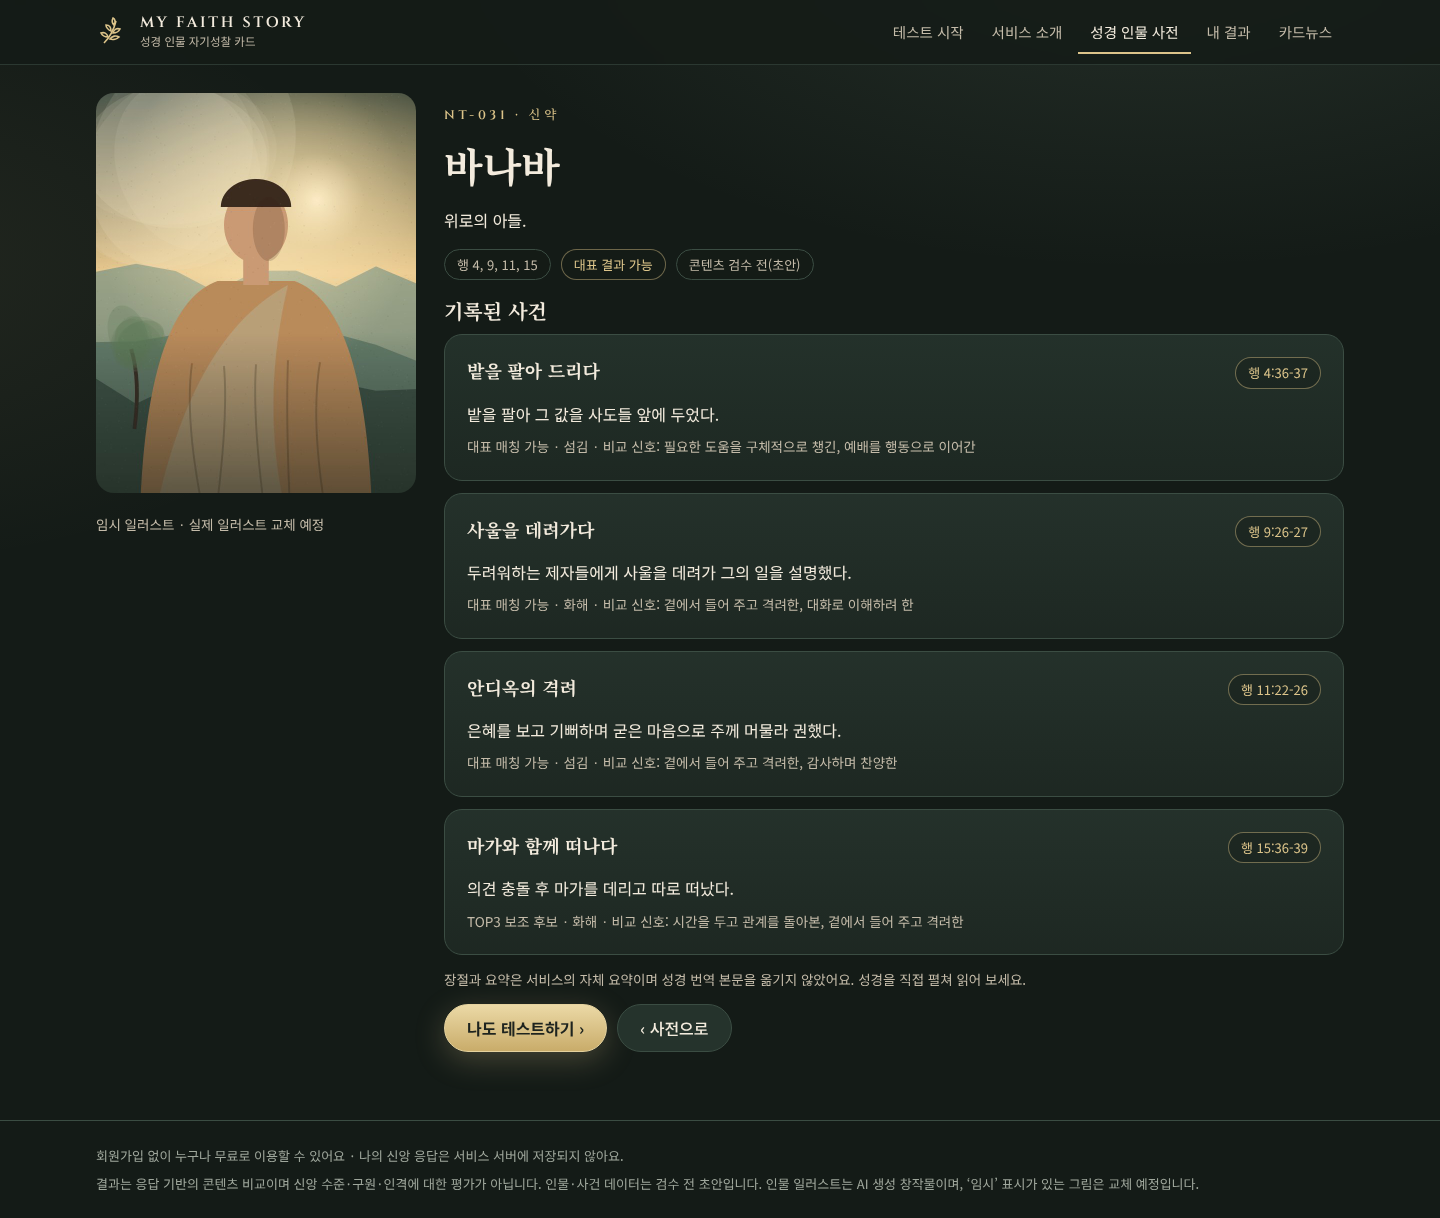 MY FAITH STORY
성경 인물 자기성찰 카드
테스트 시작
서비스 소개
성경 인물 사전
내 결과
카드뉴스
NT-031 · 신약
바나바
위로의 아들.
행 4, 9, 11, 15
대표 결과 가능
콘텐츠 검수 전(초안)
기록된 사건
밭을 팔아 드리다
행 4:36-37
밭을 팔아 그 값을 사도들 앞에 두었다.
대표 매칭 가능 · 섬김 · 비교 신호: 필요한 도움을 구체적으로 챙긴, 예배를 행동으로 이어간
사울을 데려가다
행 9:26-27
두려워하는 제자들에게 사울을 데려가 그의 일을 설명했다.
대표 매칭 가능 · 화해 · 비교 신호: 곁에서 들어 주고 격려한, 대화로 이해하려 한
안디옥의 격려
행 11:22-26
은혜를 보고 기뻐하며 굳은 마음으로 주께 머물라 권했다.
대표 매칭 가능 · 섬김 · 비교 신호: 곁에서 들어 주고 격려한, 감사하며 찬양한
마가와 함께 떠나다
행 15:36-39
의견 충돌 후 마가를 데리고 따로 떠났다.
TOP3 보조 후보 · 화해 · 비교 신호: 시간을 두고 관계를 돌아본, 곁에서 들어 주고 격려한
임시 일러스트 · 실제 일러스트 교체 예정
장절과 요약은 서비스의 자체 요약이며 성경 번역 본문을 옮기지 않았어요. 성경을 직접 펼쳐 읽어 보세요.
나도 테스트하기 ›
‹ 사전으로
회원가입 없이 누구나 무료로 이용할 수 있어요 · 나의 신앙 응답은 서비스 서버에 저장되지 않아요.
결과는 응답 기반의 콘텐츠 비교이며 신앙 수준·구원·인격에 대한 평가가 아닙니다. 인물·사건 데이터는 검수 전 초안입니다. 인물 일러스트는 AI 생성 창작물이며, ‘임시’ 표시가 있는 그림은 교체 예정입니다.